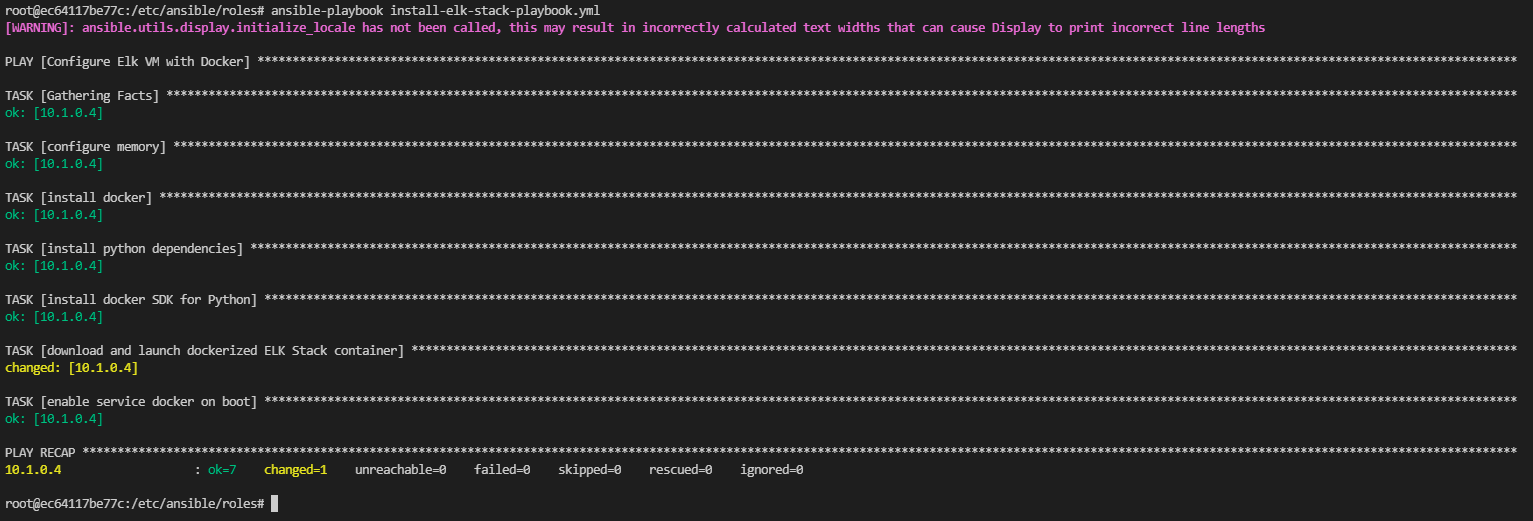 root@ec64117be77c:/etc/ansible/roles# ansible-playbook install-elk-stack-playbook.yml
[WARNING]: ansible.utils.display.initialize_locale has not been called, this may result in incorrectly calculated text widths that can cause Display to print incorrect line lengths
PLAY [Configure Elk VM with Docker] ************************************************************************************************************************************************************************************
TASK [Gathering Facts] *************************************************************************************************************************************************************************************************
ok: [10.1.0.4]
TASK [configure memory] ************************************************************************************************************************************************************************************************
ok: [10.1.0.4]
TASK [install docker] **************************************************************************************************************************************************************************************************
ok: [10.1.0.4]
TASK [install python dependencies] *************************************************************************************************************************************************************************************
ok: [10.1.0.4]
TASK [install docker SDK for Python] ***********************************************************************************************************************************************************************************
ok: [10.1.0.4]
TASK [download and launch dockerized ELK Stack container] **************************************************************************************************************************************************************
changed: [10.1.0.4]
TASK [enable service docker on boot] ***********************************************************************************************************************************************************************************
ok: [10.1.0.4]
PLAY RECAP *************************************************************************************************************************************************************************************************************
10.1.0.4                   : ok=7    changed=1    unreachable=0    failed=0    skipped=0    rescued=0    ignored=0
root@ec64117be77c:/etc/ansible/roles#